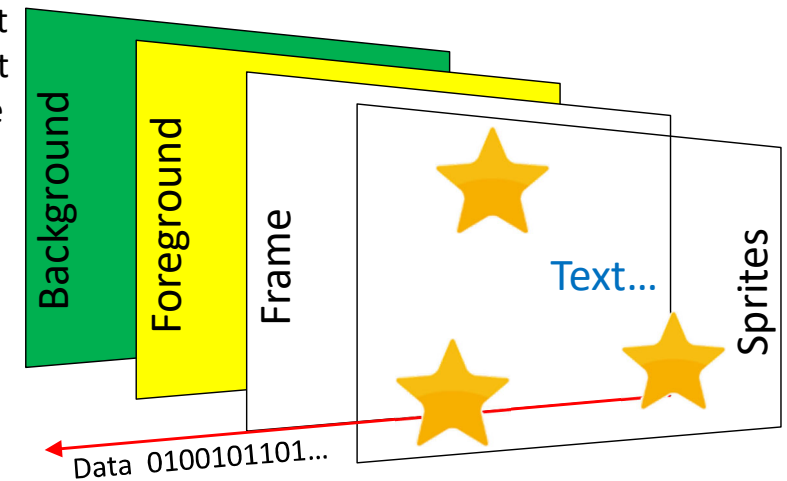 t
t
e
Background
Foreground
Frame
Text...
Sprites
Data 0100101101...